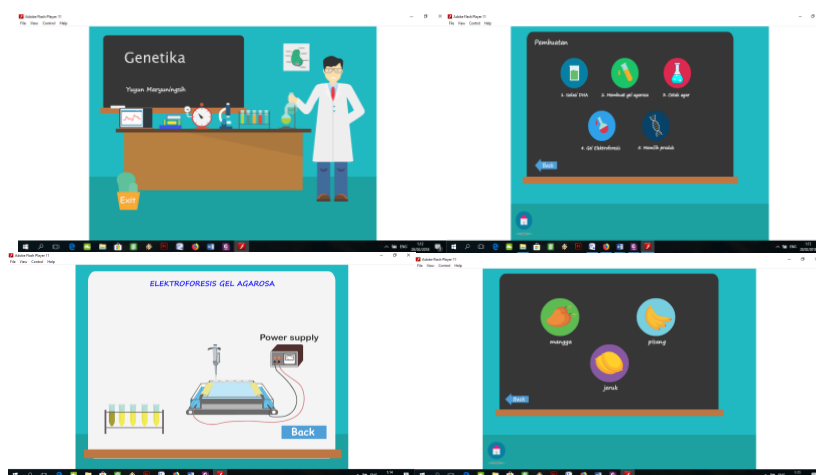 Adobe Flash Player 11
File View Control Help
Genetika
Yuyun Maryuningsih
Exit
Adobe Flash Player 11
File View Control Help
Pembuatan
1. Isolasi DNA
2. Membuat gel agarosa
3. Cetak agar
4. Gel Elektroforesis
5. Memilih produk
Back
Adobe Flash Player 11
File View Control Help
ELEKTROFORESIS GEL AGAROSA
Power supply
Back
Adobe Flash Player 11
File View Control Help
mangga
pisang
jeruk
Back